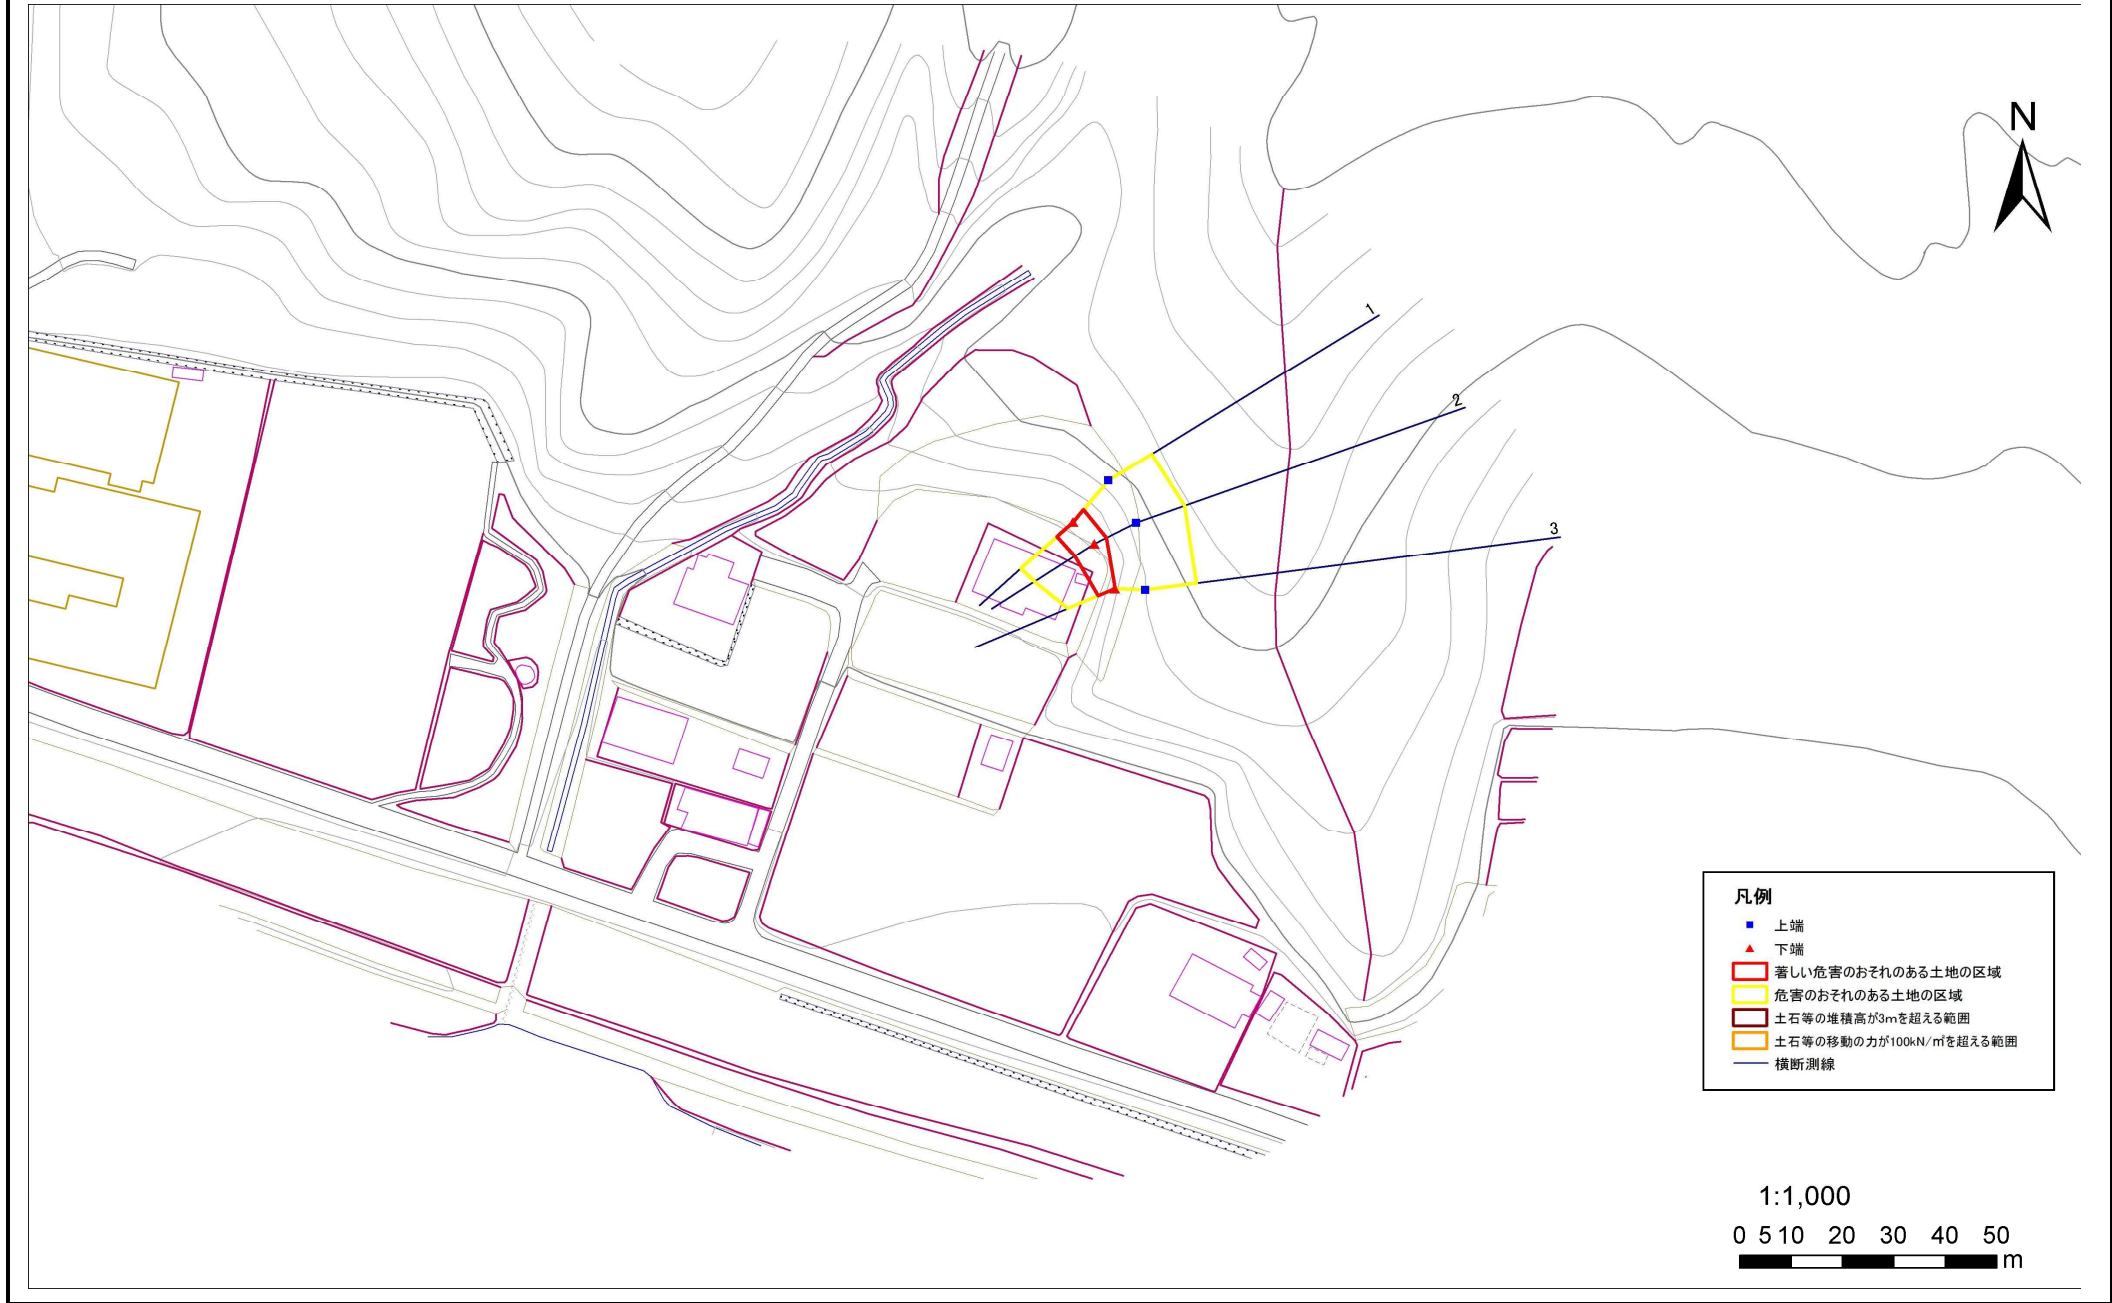 N
1
2
3
凡例
上端
下端
著しい危害のおそれのある土地の区域
危害のおそれのある土地の区域
土石等の堆積高が3mを超える範囲
土石等の移動の力が100kN/㎡を超える範囲
横断測線
1:1,000
0 5 10 20 30 40 50
m